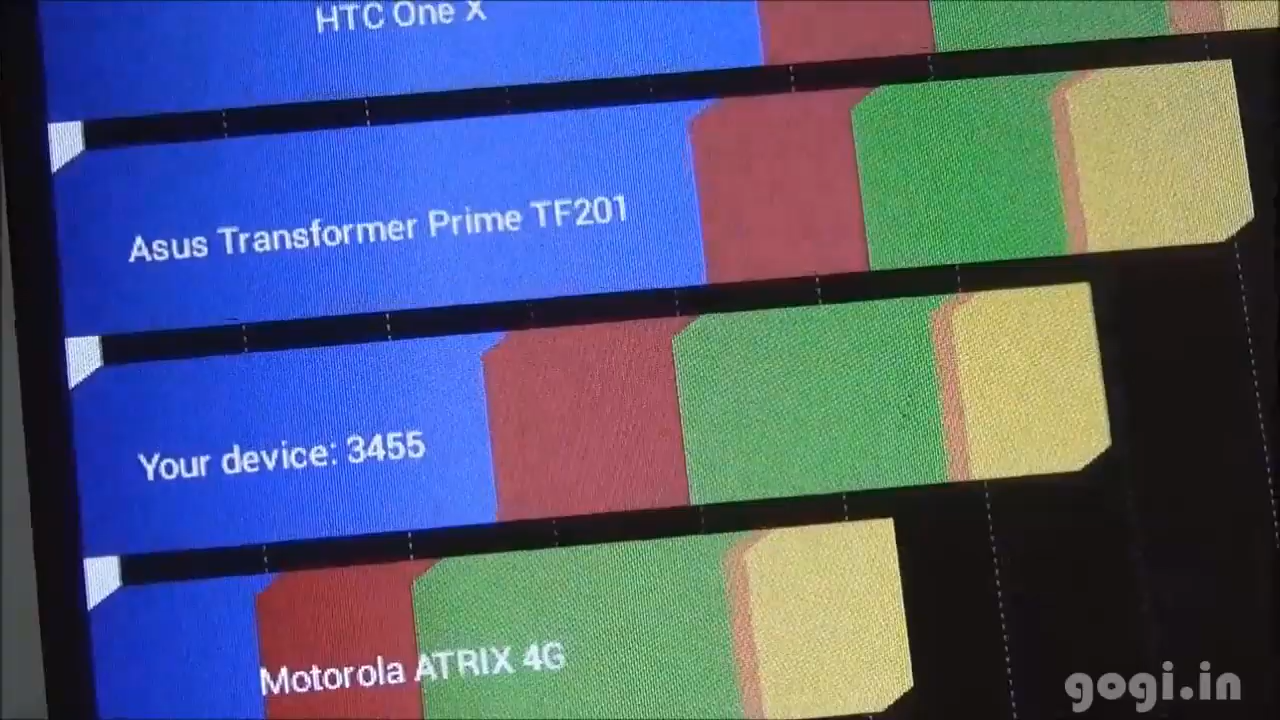 HTC One X
Asus Transformer Prime TF201
Your device: 3455
Motorola ATRIX 4G
gogi.in